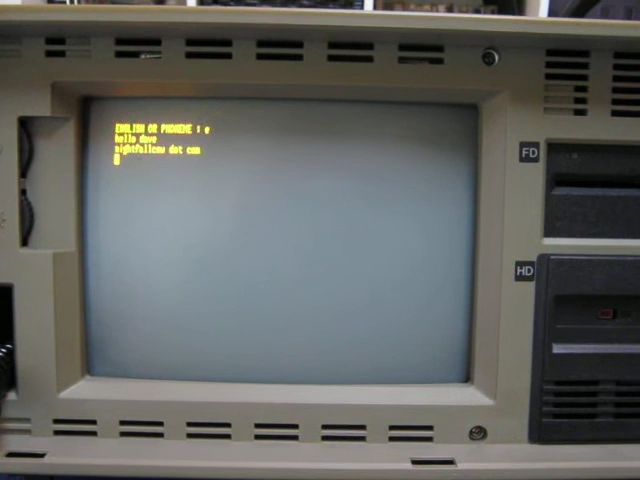 ENGLISH OR PHONEME : e
hello dave
nightfallcrew dot com
FD
HD